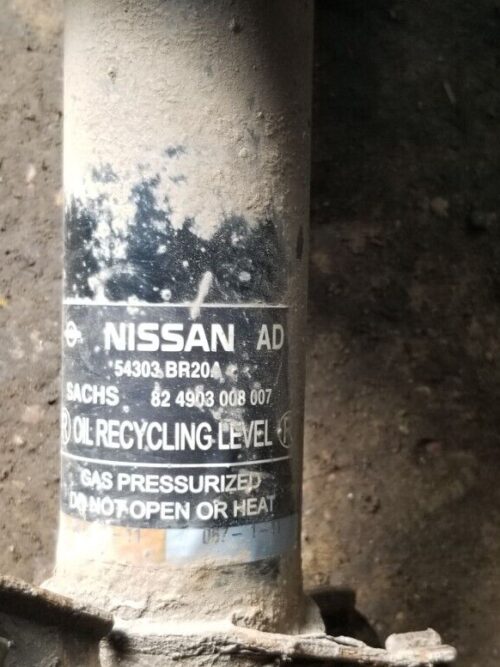 NISSAN AD
54303 BR20A
SACHS 82 4903 008 007
R OIL RECYCLING LEVEL R
GAS PRESSURIZED
DO NOT OPEN OR HEAT